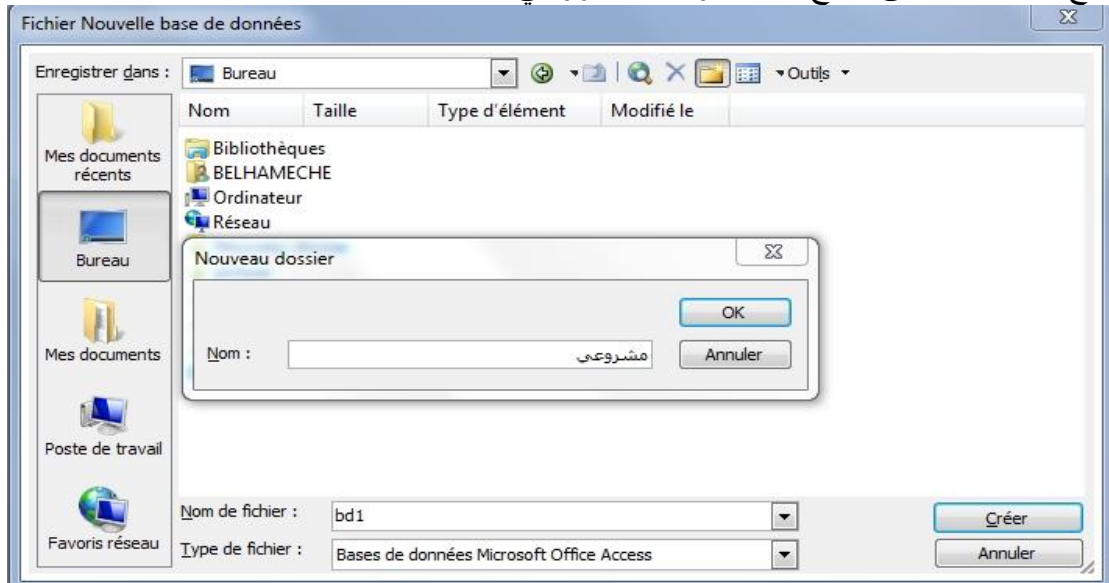 Fichier Nouvelle base de données
Enregistrer dans : Bureau Outils
Nom Taille Type d'élément Modifié le
Mes documents récents
Bureau
Mes documents
Poste de travail
Favoris réseau
Bibliothèques
BELHAMECHE
Ordinateur
Réseau
Nouveau dossier
OK
Nom : مشروعي
Annuler
Nom de fichier : bd1
Créer
Type de fichier : Bases de données Microsoft Office Access
Annuler